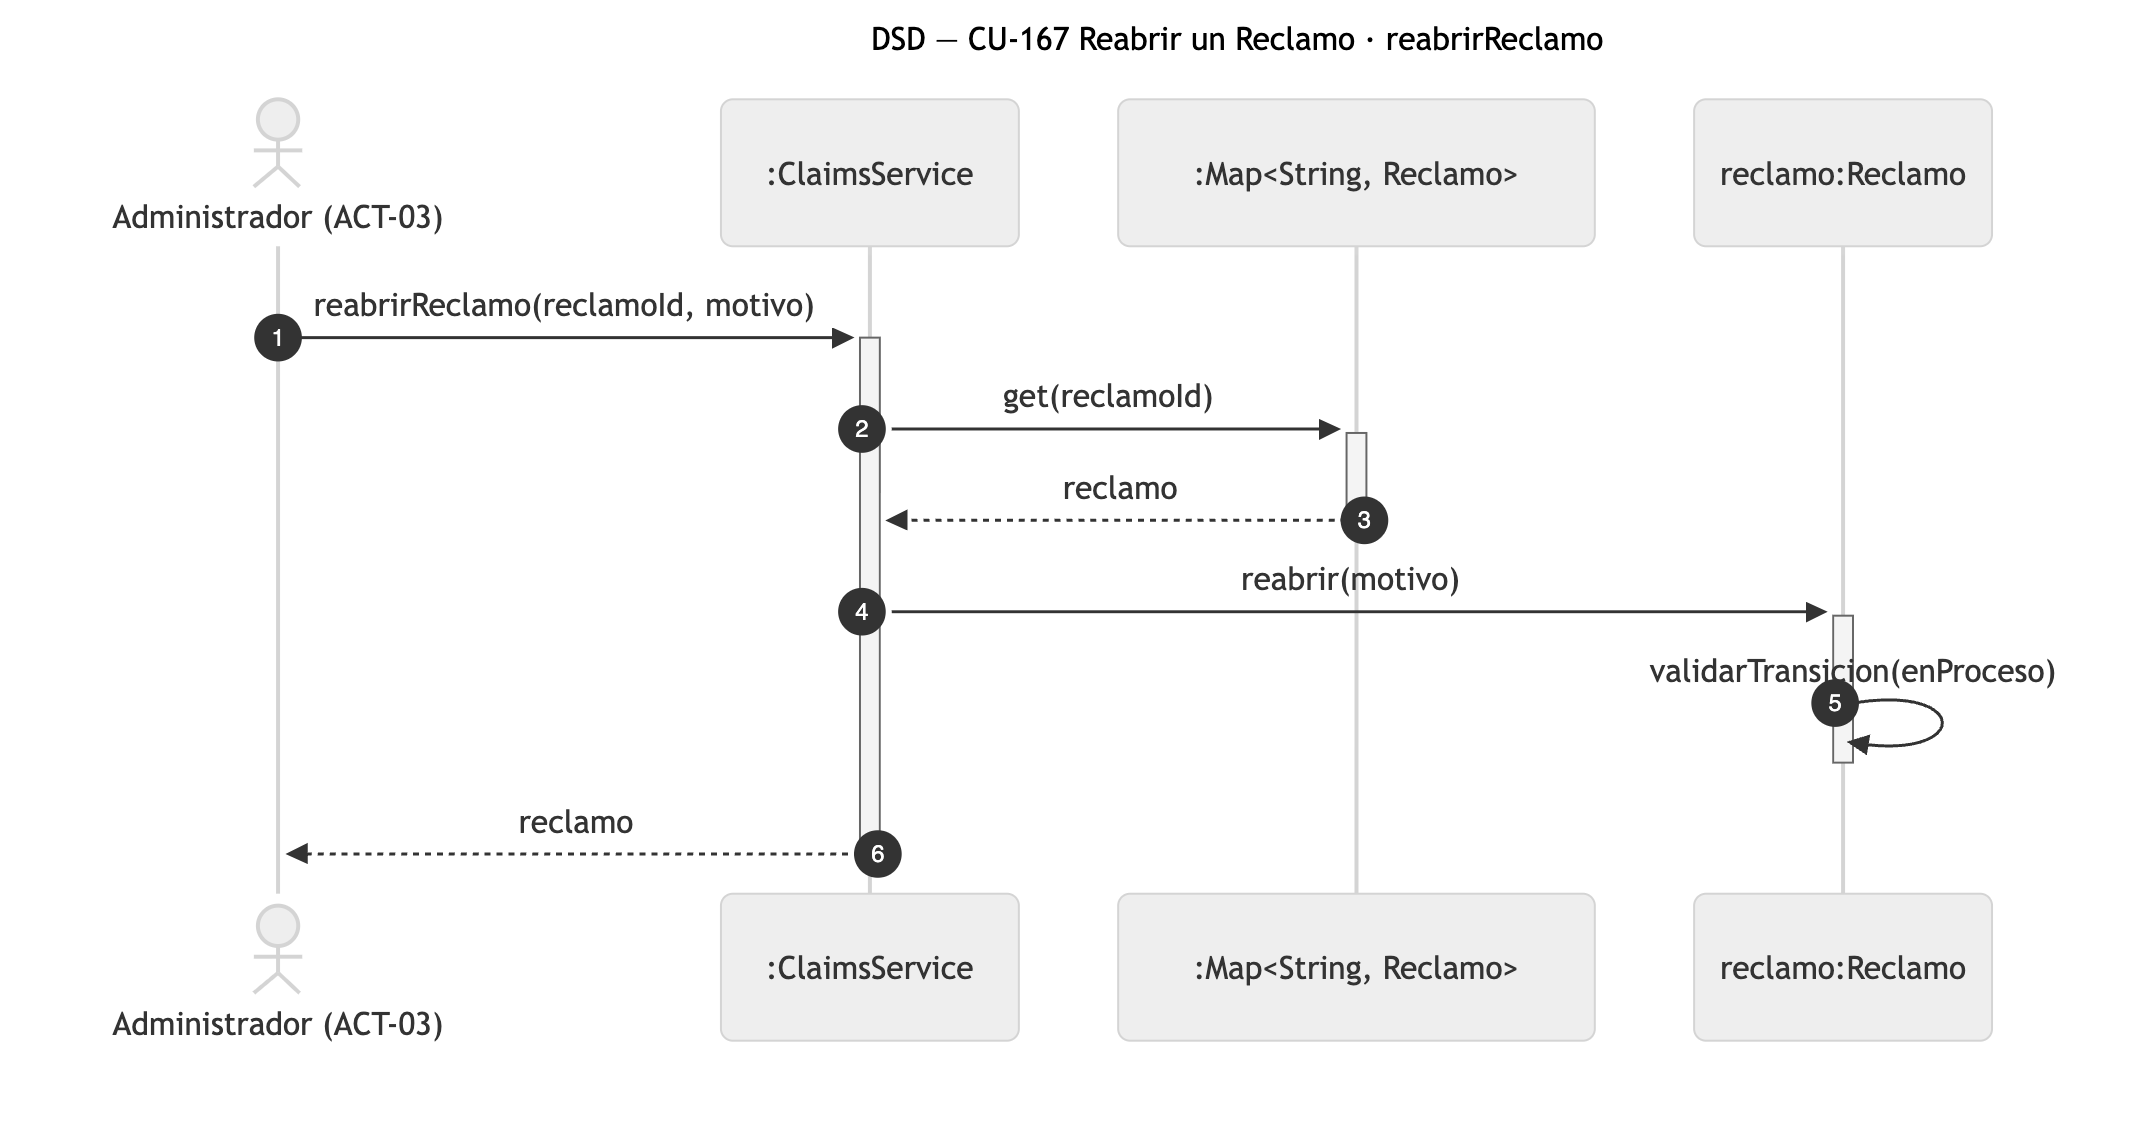 DSD — CU-167 Reabrir un Reclamo · reabrirReclamo
Administrador (ACT-03)
:ClaimsService
:Map<String, Reclamo>
reclamo:Reclamo
reabrirReclamo(reclamoId, motivo)
1
get(reclamoId)
2
reclamo
3
reabrir(motivo)
4
validarTransicion(enProceso)
5
reclamo
6
:ClaimsService
:Map<String, Reclamo>
reclamo:Reclamo
Administrador (ACT-03)